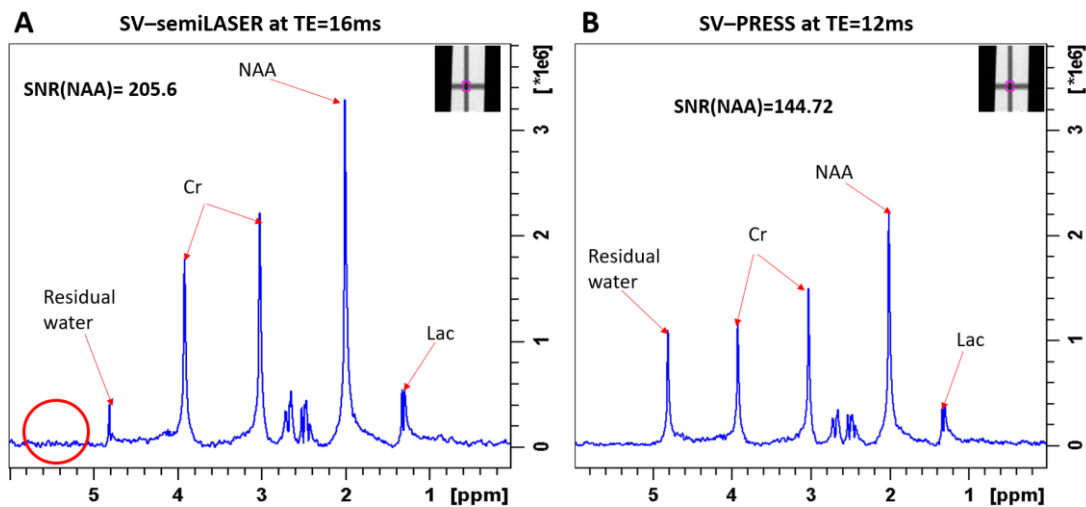 A
SV–semiLASER at TE=16ms
SNR(NAA)= 205.6
NAA
Cr
Residual
water
Lac
[*1e6]
3
2
1
0
5 4 3 2 1 [ppm]
B
SV–PRESS at TE=12ms
SNR(NAA)=144.72
NAA
Cr
Residual
water
Lac
[*1e6]
3
2
1
0
5 4 3 2 1 [ppm]